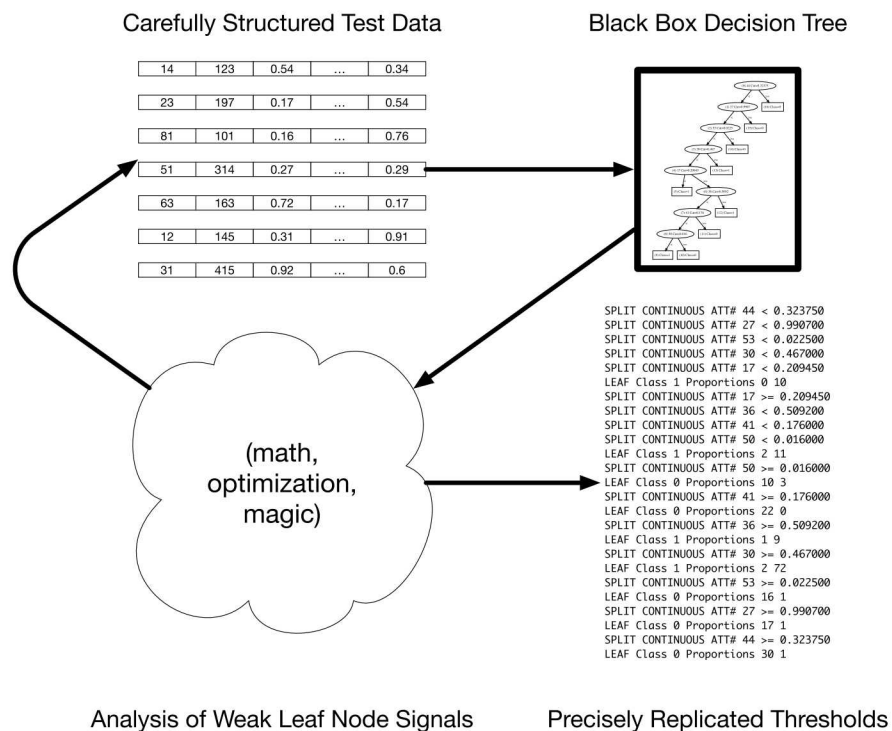 Carefully Structured Test Data
Black Box Decision Tree
14 123 0.54 ... 0.34
23 197 0.17 ... 0.54
81 101 0.16 ... 0.76
51 314 0.27 ... 0.29
63 163 0.72 ... 0.17
12 145 0.31 ... 0.91
31 415 0.92 ... 0.6
(math,
optimization,
magic)
SPLIT CONTINUOUS ATT# 44 < 0.323750
SPLIT CONTINUOUS ATT# 27 < 0.990700
SPLIT CONTINUOUS ATT# 53 < 0.022500
SPLIT CONTINUOUS ATT# 30 < 0.467000
SPLIT CONTINUOUS ATT# 17 < 0.209450
LEAF Class 1 Proportions 0 10
SPLIT CONTINUOUS ATT# 17 >= 0.209450
SPLIT CONTINUOUS ATT# 36 < 0.509200
SPLIT CONTINUOUS ATT# 41 < 0.176000
SPLIT CONTINUOUS ATT# 50 < 0.016000
LEAF Class 1 Proportions 2 11
SPLIT CONTINUOUS ATT# 50 >= 0.016000
LEAF Class 0 Proportions 10 3
SPLIT CONTINUOUS ATT# 41 >= 0.176000
LEAF Class 0 Proportions 22 0
SPLIT CONTINUOUS ATT# 36 >= 0.509200
LEAF Class 1 Proportions 1 9
SPLIT CONTINUOUS ATT# 30 >= 0.467000
LEAF Class 1 Proportions 2 72
SPLIT CONTINUOUS ATT# 53 >= 0.022500
LEAF Class 0 Proportions 16 1
SPLIT CONTINUOUS ATT# 27 >= 0.990700
LEAF Class 0 Proportions 17 1
SPLIT CONTINUOUS ATT# 44 >= 0.323750
LEAF Class 0 Proportions 30 1
Analysis of Weak Leaf Node Signals
Precisely Replicated Thresholds